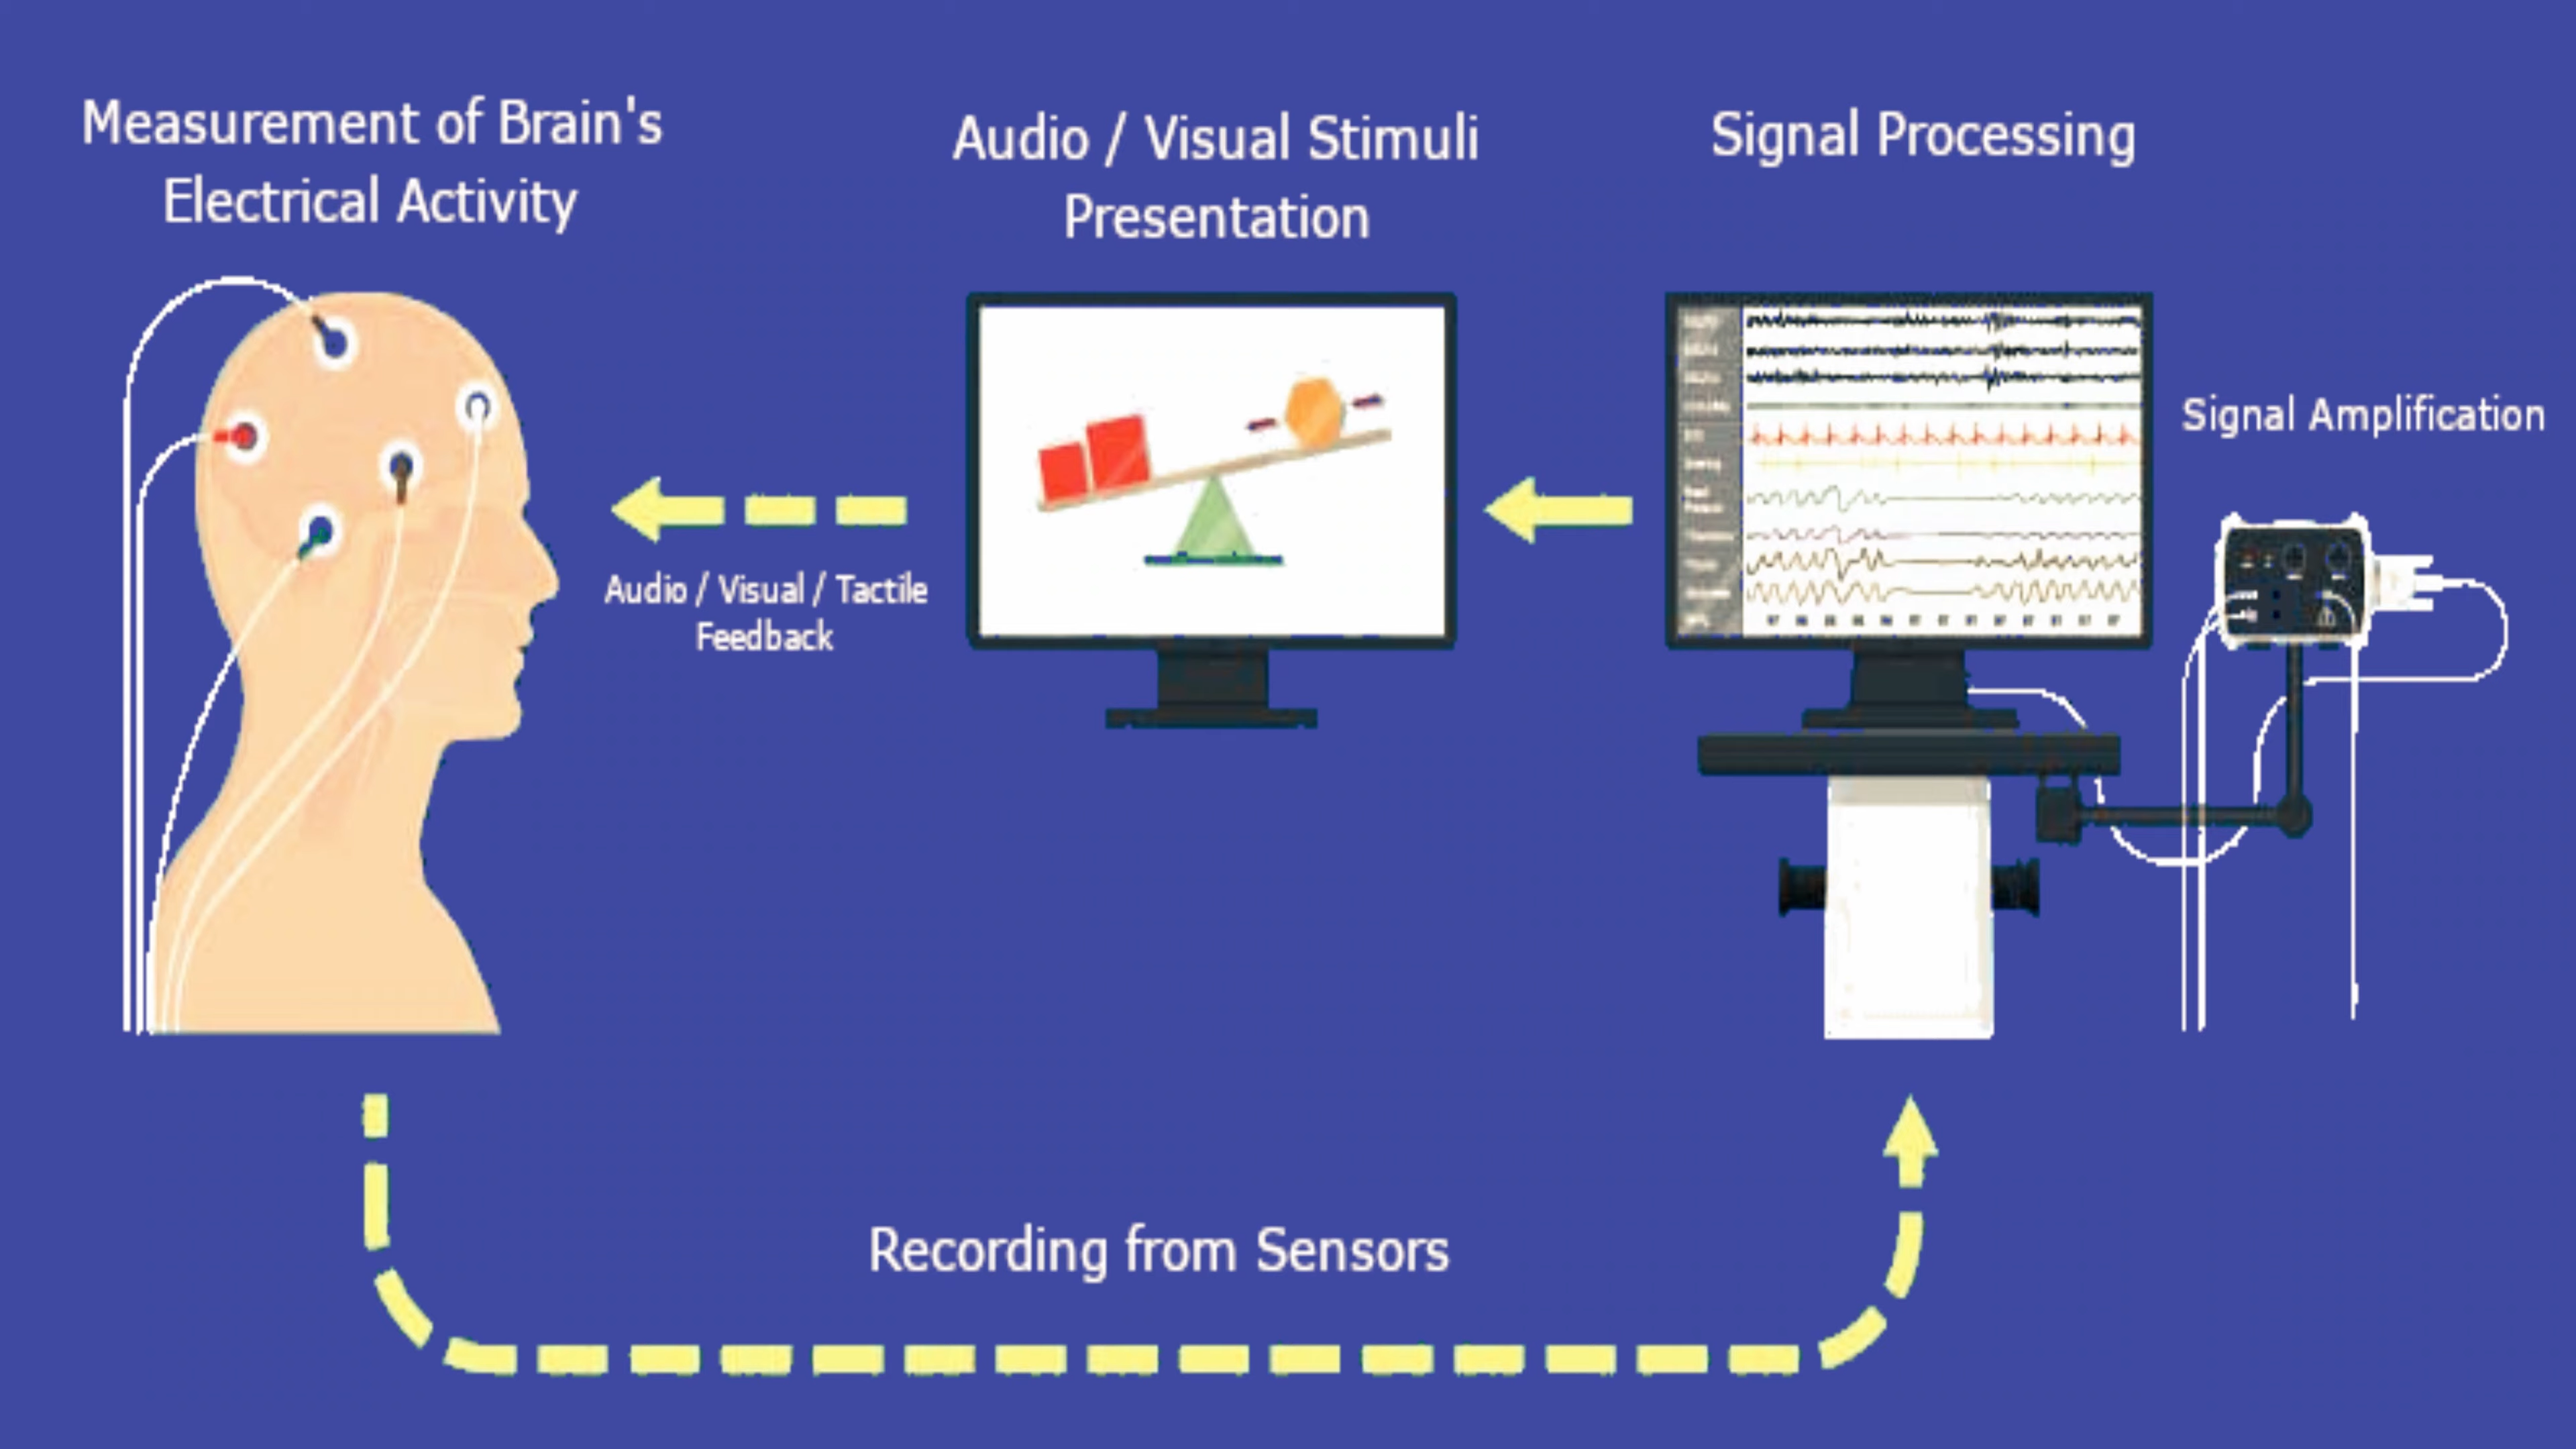 Measurement of Brain's
Electrical Activity
Audio / Visual Stimuli
Presentation
Signal Processing
Signal Amplification
Audio / Visual / Tactile
Feedback
Recording from Sensors